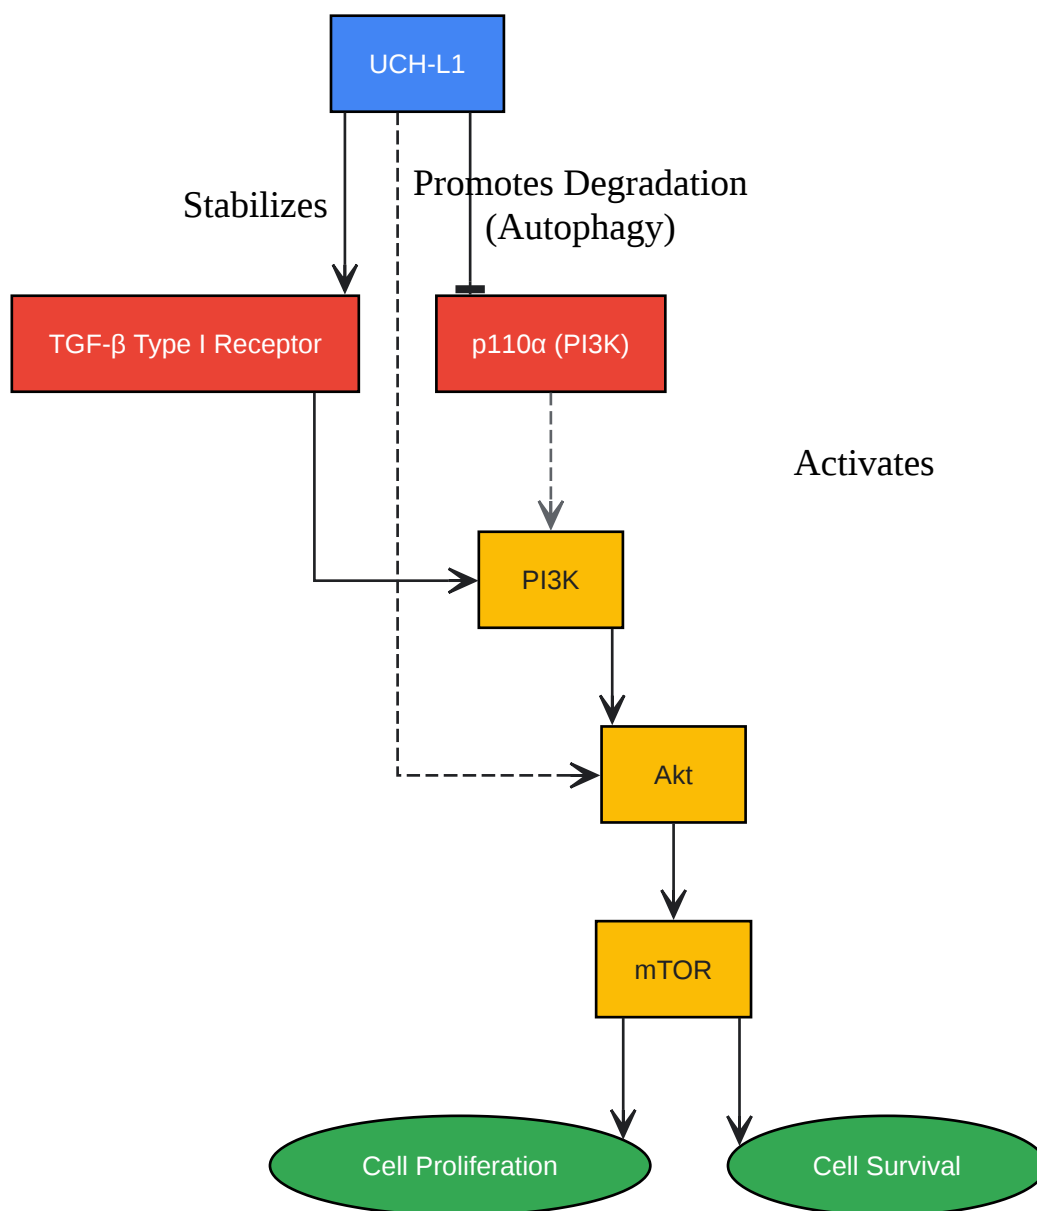 UCH-L1
Stabilizes
Promotes Degradation
(Autophagy)
TGF-β Type I Receptor
p110α (PI3K)
Activates
PI3K
Akt
mTOR
Cell Proliferation
Cell Survival